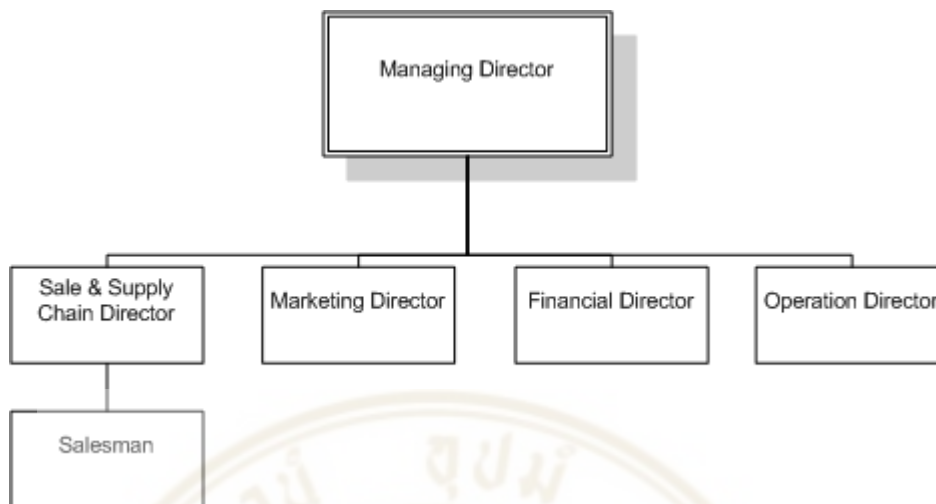 Managing Director
Sale & Supply
Chain Director
Marketing Director
Financial Director
Operation Director
Salesman